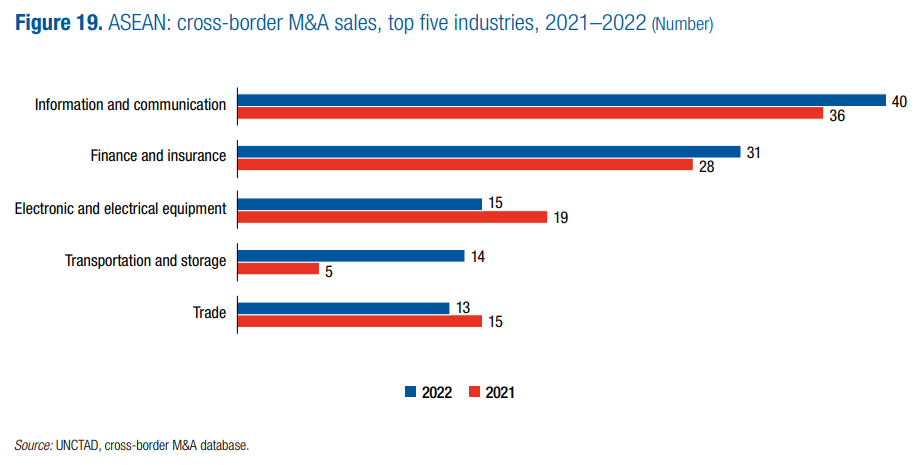 Figure 19. ASEAN: cross-border M&A sales, top five industries, 2021–2022 (Number)
Information and communication
40
36
Finance and insurance
31
28
Electronic and electrical equipment
15
19
Transportation and storage
14
5
Trade
13
15
2022 2021
Source: UNCTAD, cross-border M&A database.